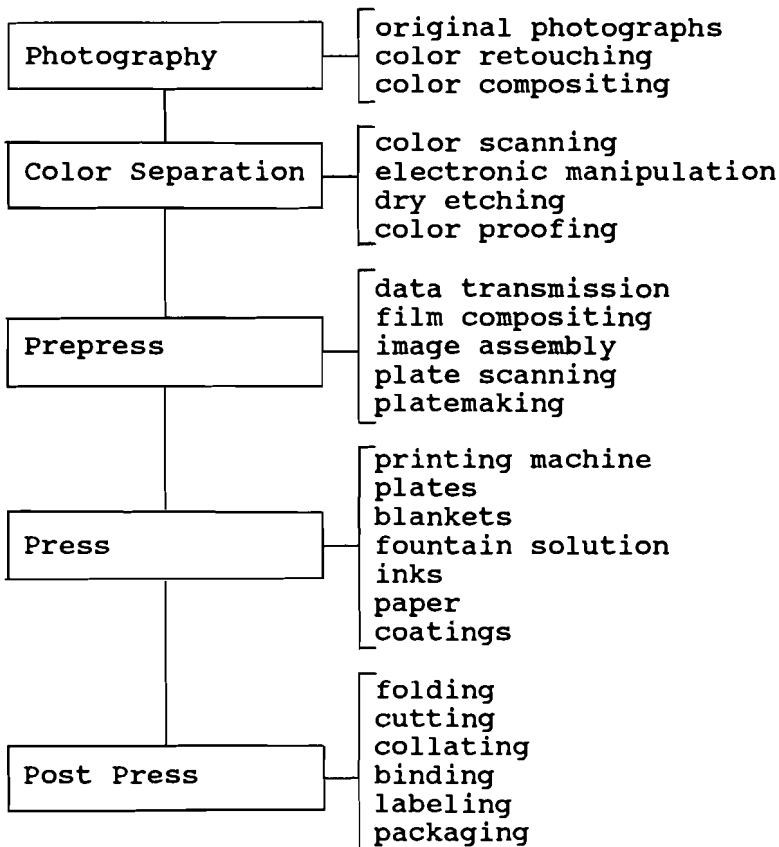 Photography
original photographs
color retouching
color compositing
Color Separation
color scanning
electronic manipulation
dry etching
color proofing
Prepress
data transmission
film compositing
image assembly
plate scanning
platemaking
Press
printing machine
plates
blankets
fountain solution
inks
paper
coatings
Post Press
folding
cutting
collating
binding
labeling
packaging